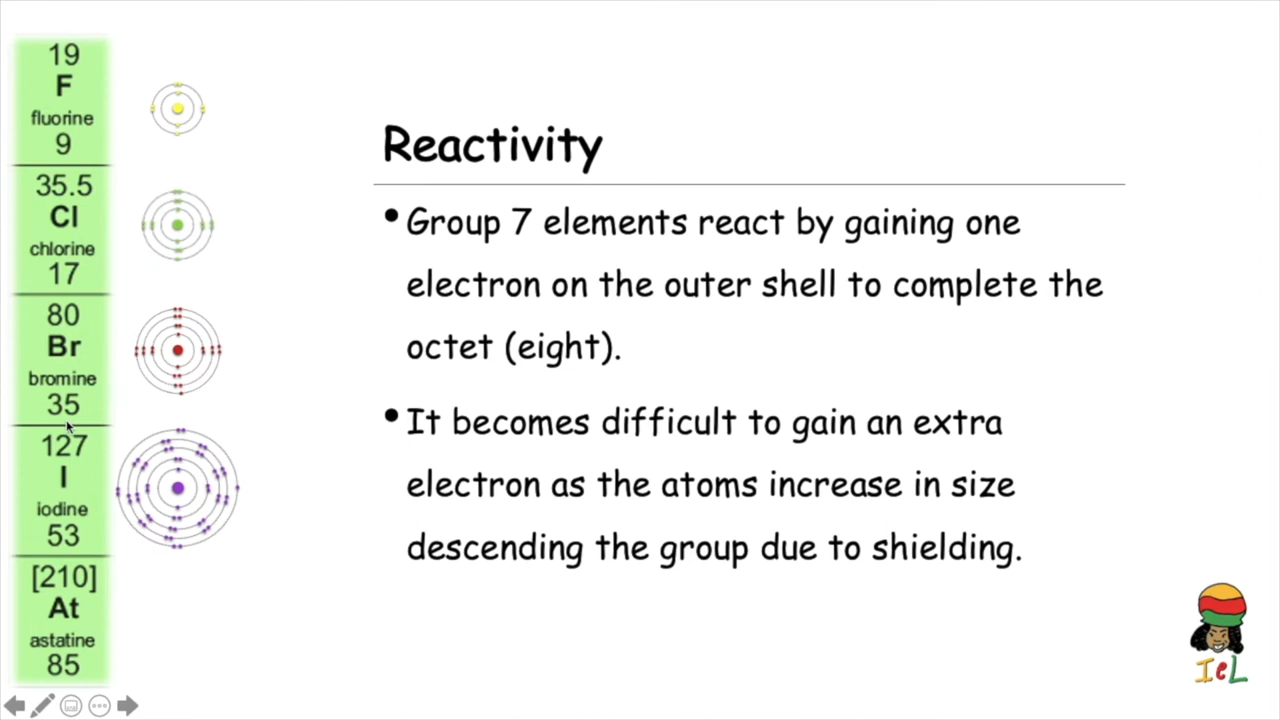 19
F
fluorine
9
35.5
Cl
chlorine
17
80
Br
bromine
35
127
I
iodine
53
[210]
At
astatine
85
Reactivity
•Group 7 elements react by gaining one
electron on the outer shell to complete the
octet (eight).
•It becomes difficult to gain an extra
electron as the atoms increase in size
descending the group due to shielding.
IeL